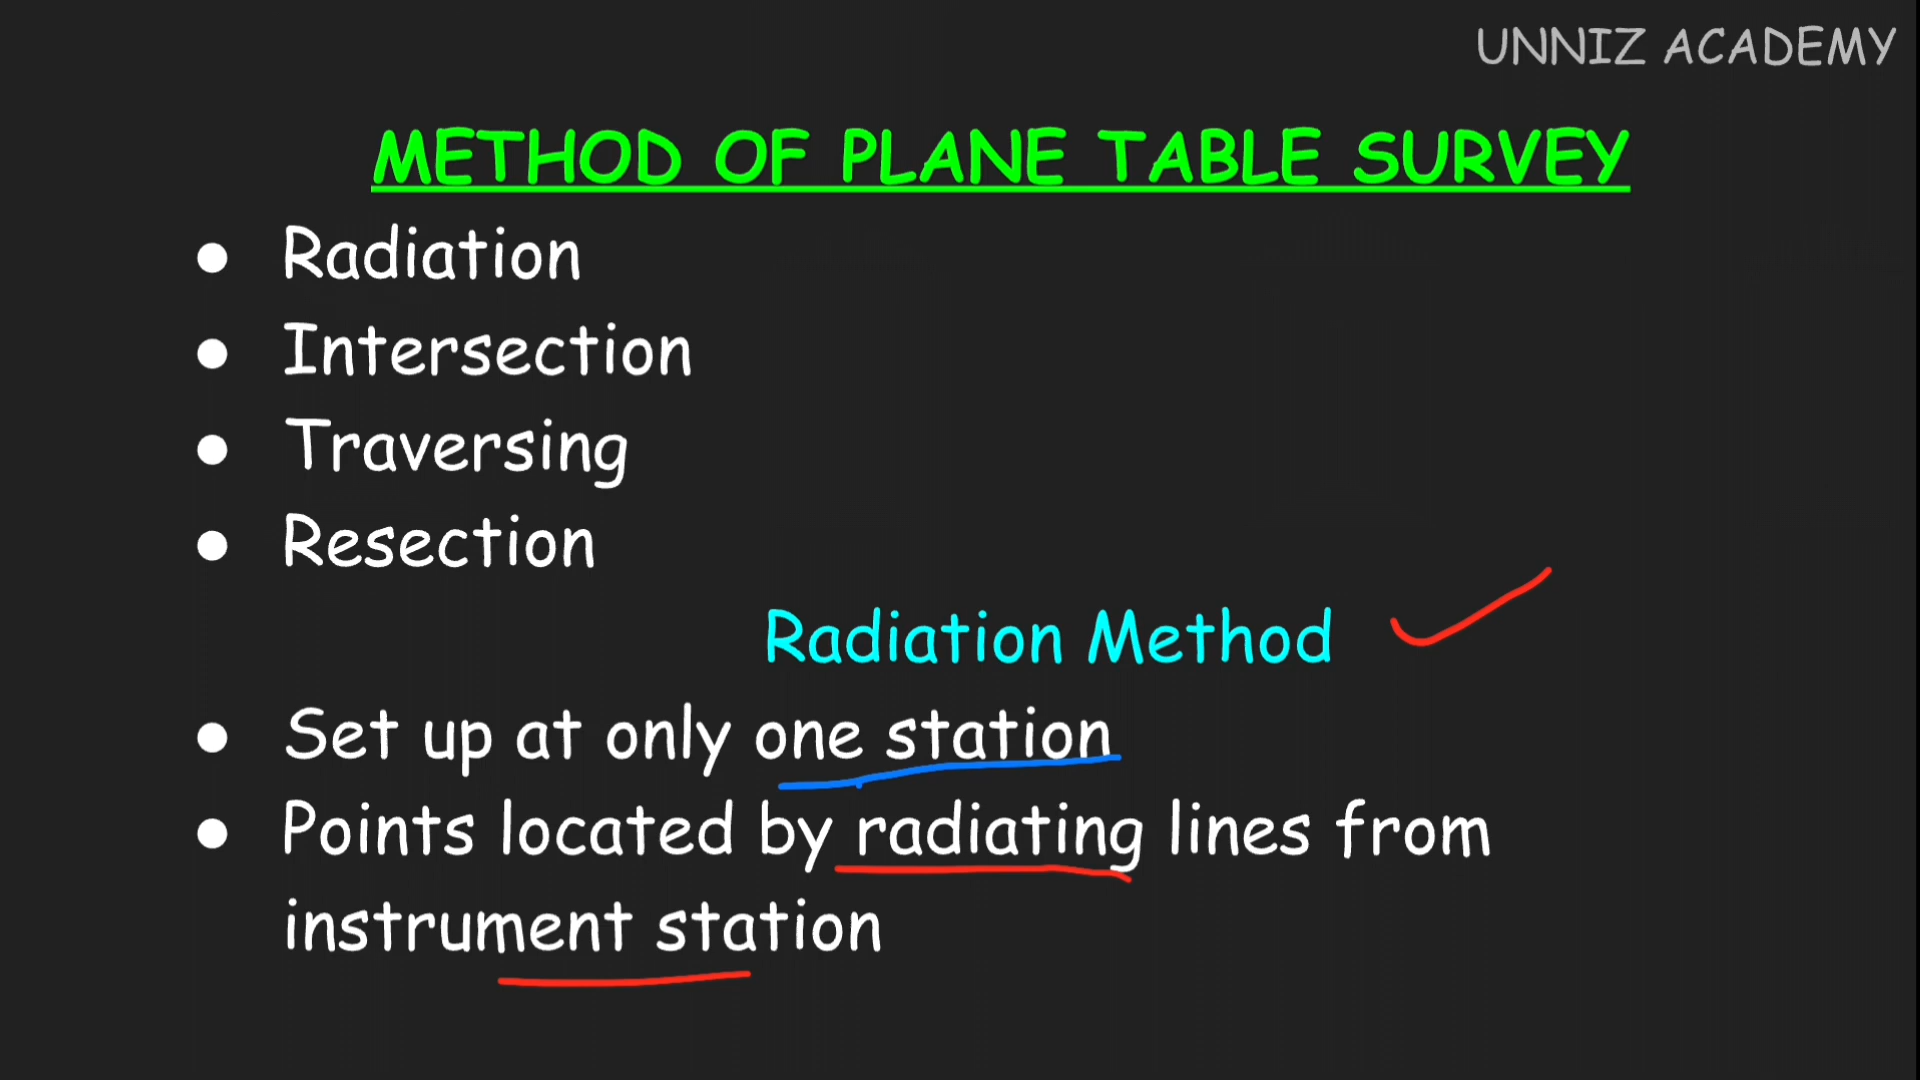 UNNIZ ACADEMY
METHOD OF PLANE TABLE SURVEY
● Radiation
● Intersection
● Traversing
● Resection
Radiation Method
● Set up at only one station
● Points located by radiating lines from
instrument station